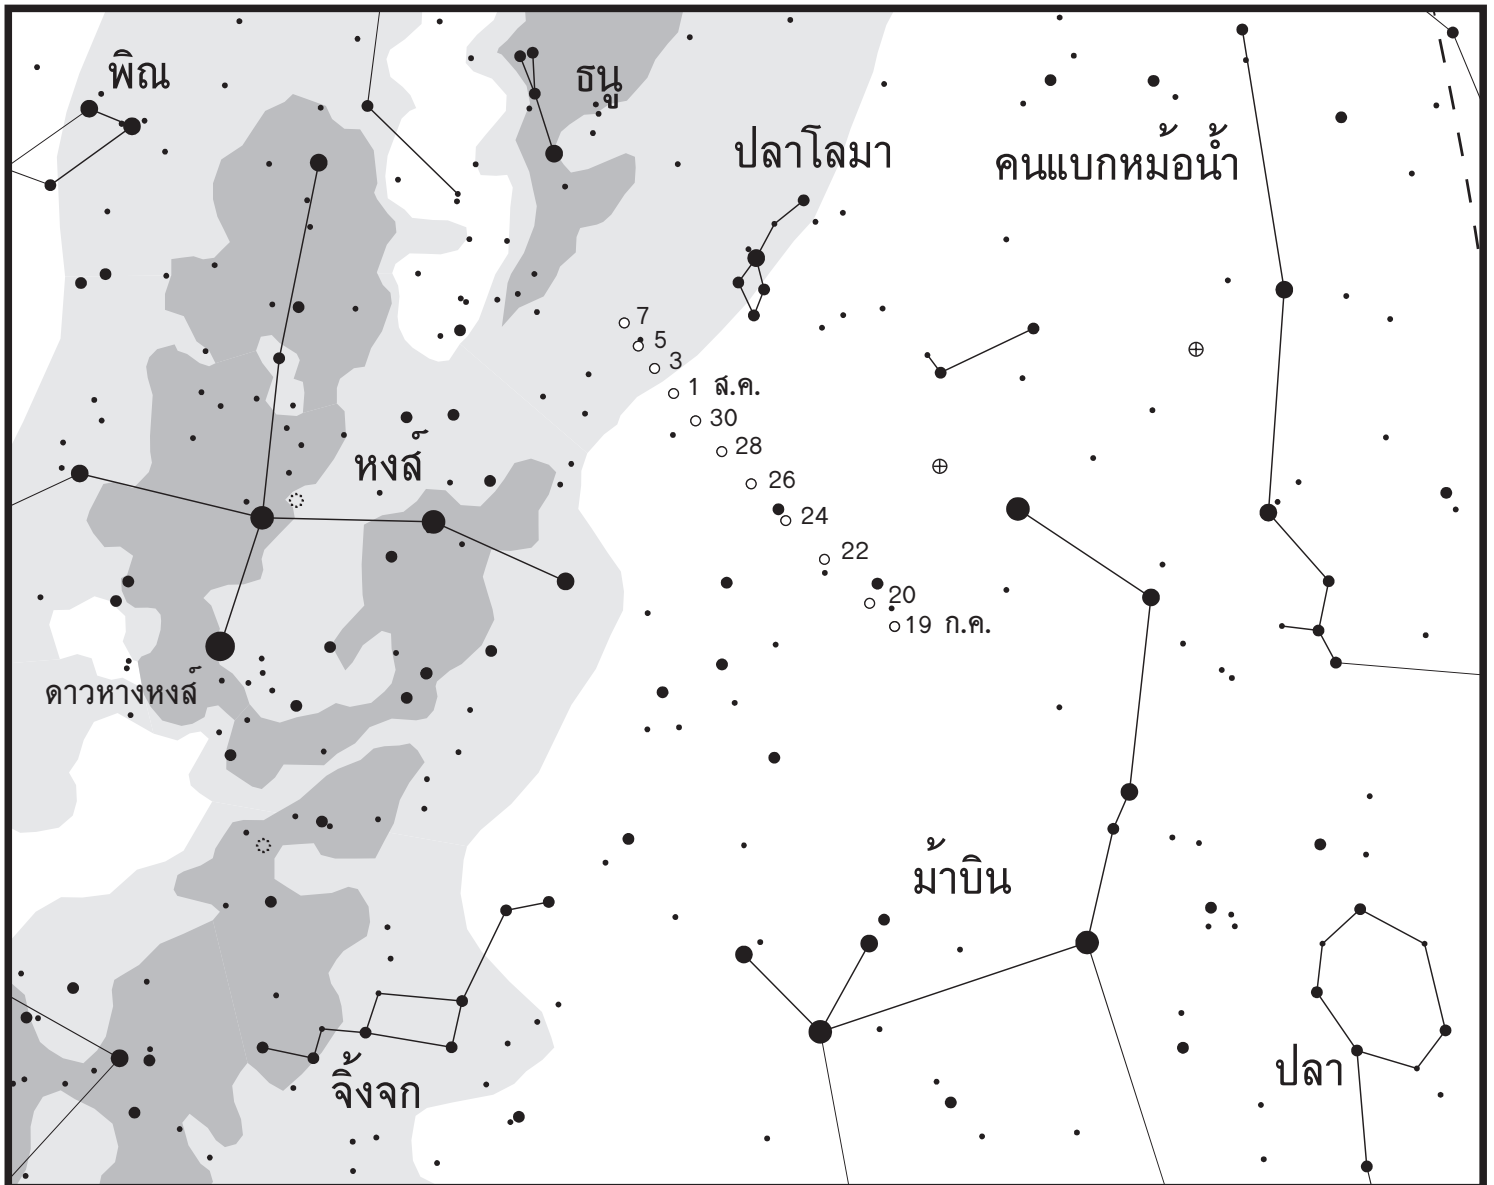 พิณ
ธนู
ปลาโลมา
คนแบกหม้อน้ำ
7
5
3
1 ส.ค.
30
28
หงส์
26
24
22
20
19 ก.ค.
ดาวหางหงส์
ม้าบิน
ปลา
จิ้งจก